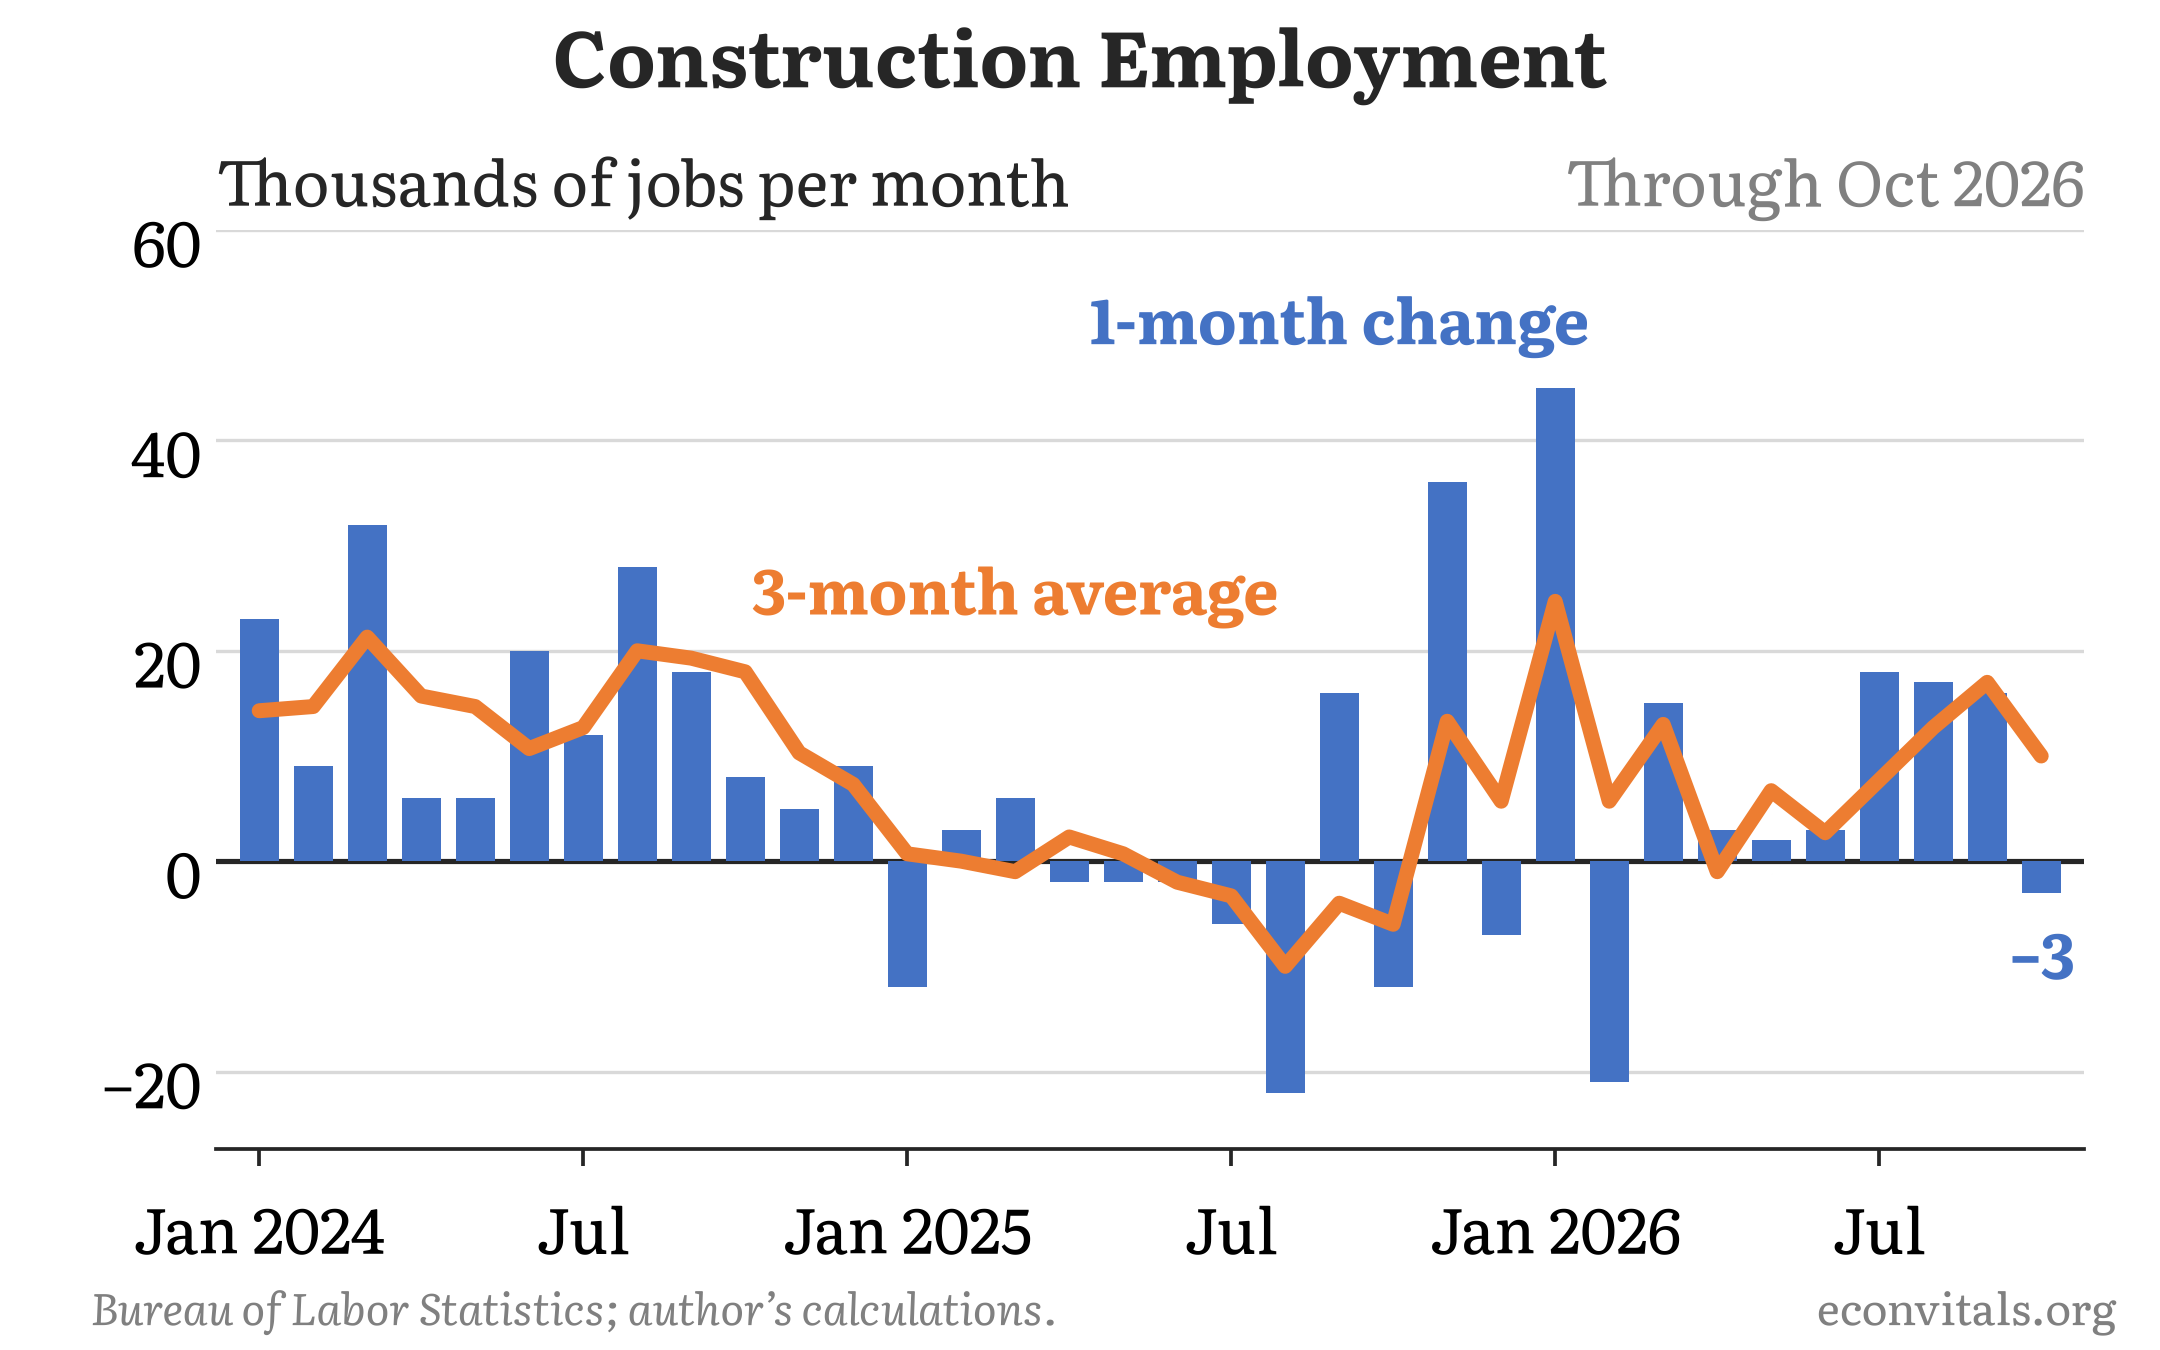 Construction Employment
Thousands of jobs per month
Through Oct 2026
60
1-month change
40
3-month average
20
0
–3
–20
Jan 2024
Jul
Jan 2025
Jul
Jan 2026
Jul
Bureau of Labor Statistics; author’s calculations.
econvitals.org